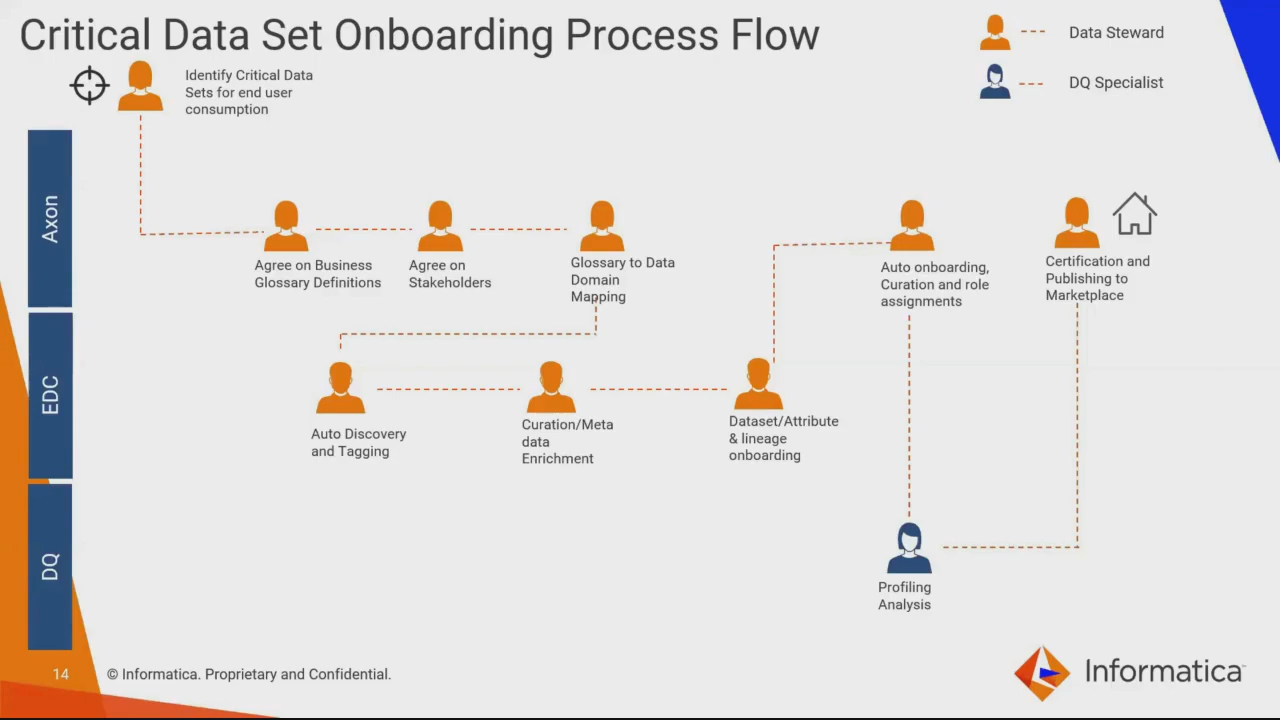 Critical Data Set Onboarding Process Flow
Data Steward
DQ Specialist
Identify Critical Data
Sets for end user
consumption
Axon
Agree on Business
Glossary Definitions
Agree on
Stakeholders
Glossary to Data
Domain
Mapping
Auto onboarding,
Curation and role
assignments
Certification and
Publishing to
Marketplace
EDC
Auto Discovery
and Tagging
Curation/Meta
data
Enrichment
Dataset/Attribute
& lineage
onboarding
DQ
Profiling
Analysis
14
© Informatica. Proprietary and Confidential.
Informatica